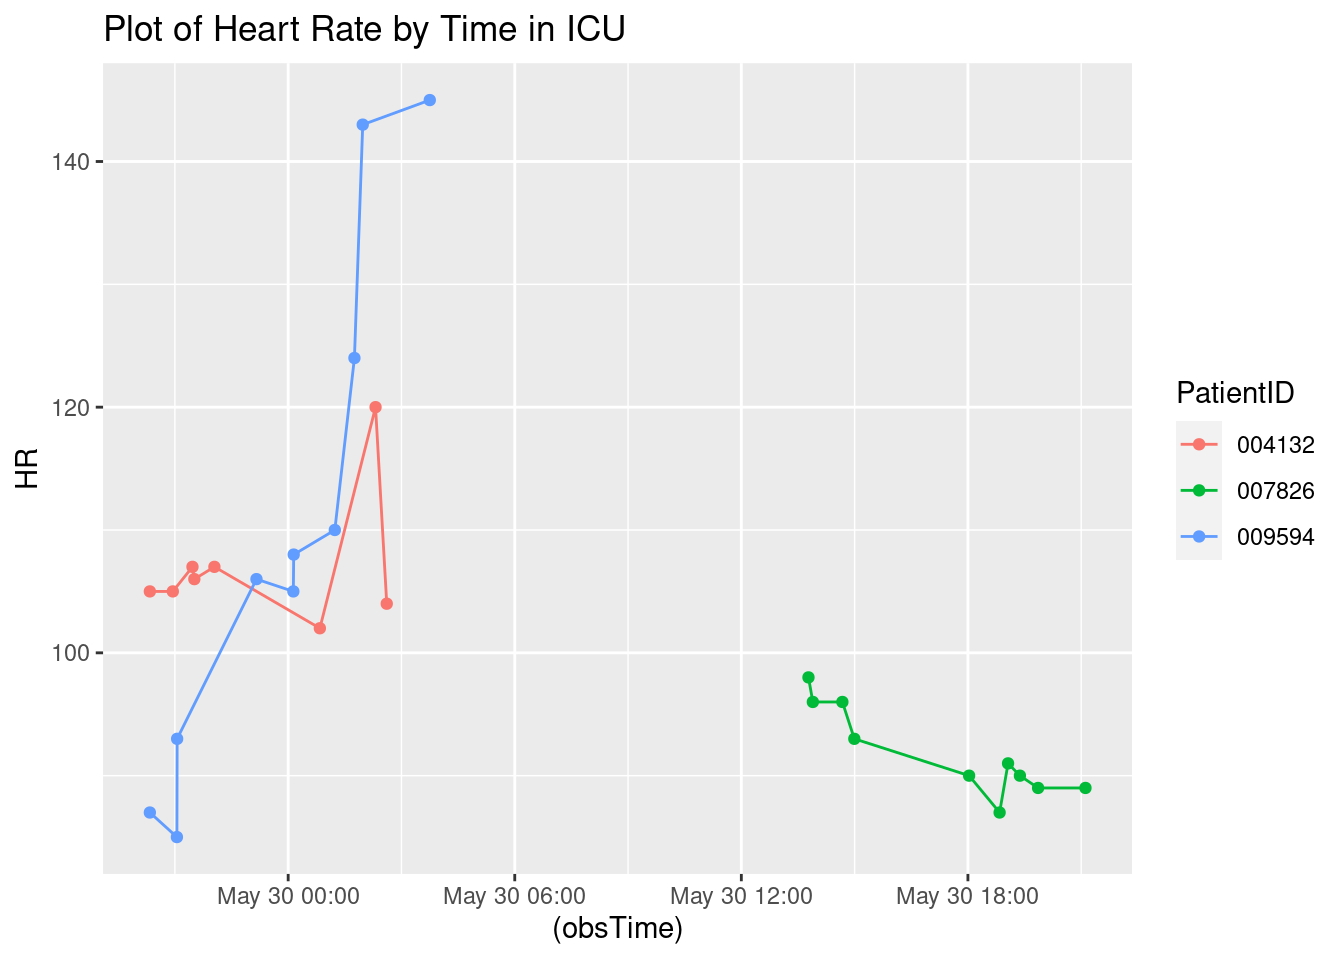 Plot of Heart Rate by Time in ICU
140
120
100
HR
May 30 00:00
May 30 06:00
May 30 12:00
May 30 18:00
(obsTime)
PatientID
004132
007826
009594